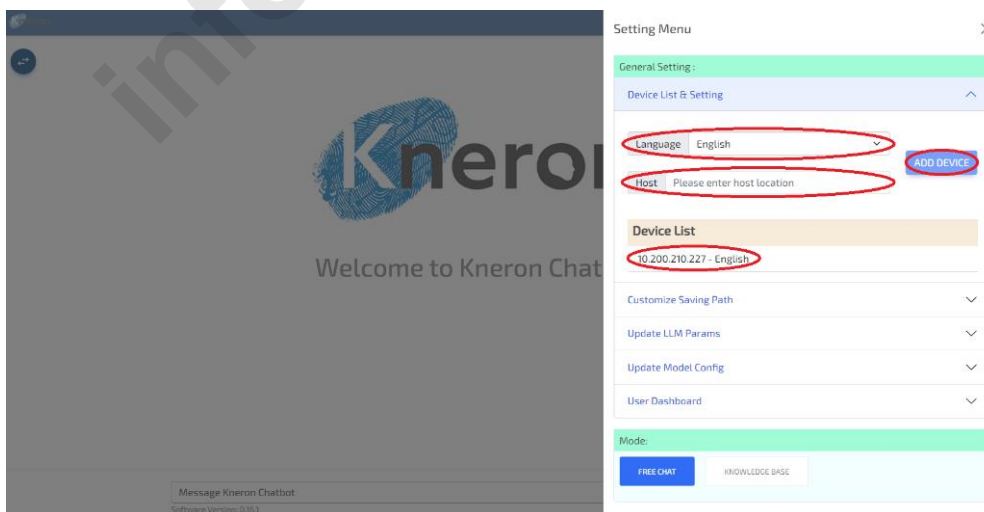 Setting Menu
General Setting :
Device List & Setting
Language English
ADD DEVICE
Host Please enter host location
Device List
10.200.210.227 - English
Customize Saving Path
Update LLM Params
Update Model Config
User Dashboard
Mode:
FREE CHAT KNOWLEDGE BASE
Kneron
Welcome to Kneron Chat
Message Kneron Chatbot